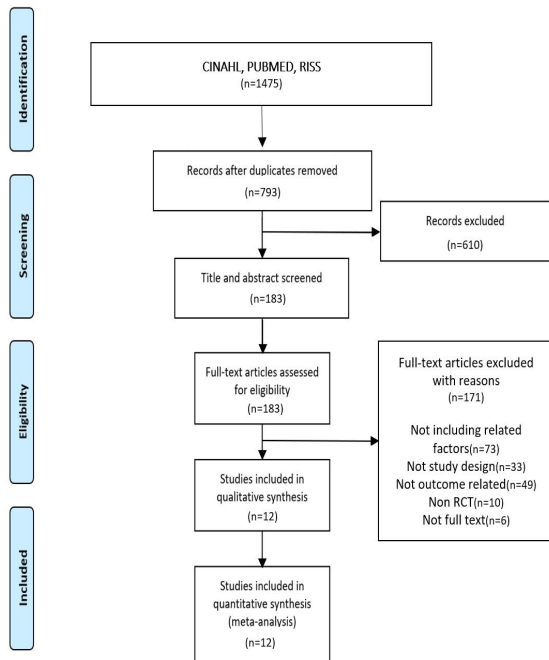 Identification
CINAHL, PUBMED, RISS
(n=1475)
Records after duplicates removed
(n=793)
Screening
Records excluded
(n=610)
Title and abstract screened
(n=183)
Eligibility
Full-text articles assessed
for eligibility
(n=183)
Full-text articles excluded
with reasons
(n=171)
Not including related
factors(n=73)
Not study design(n=33)
Not outcome related(n=49)
Non RCT(n=10)
Not full text(n=6)
Studies included in
qualitative synthesis
(n=12)
Included
Studies included in
quantitative synthesis
(meta-analysis)
(n=12)